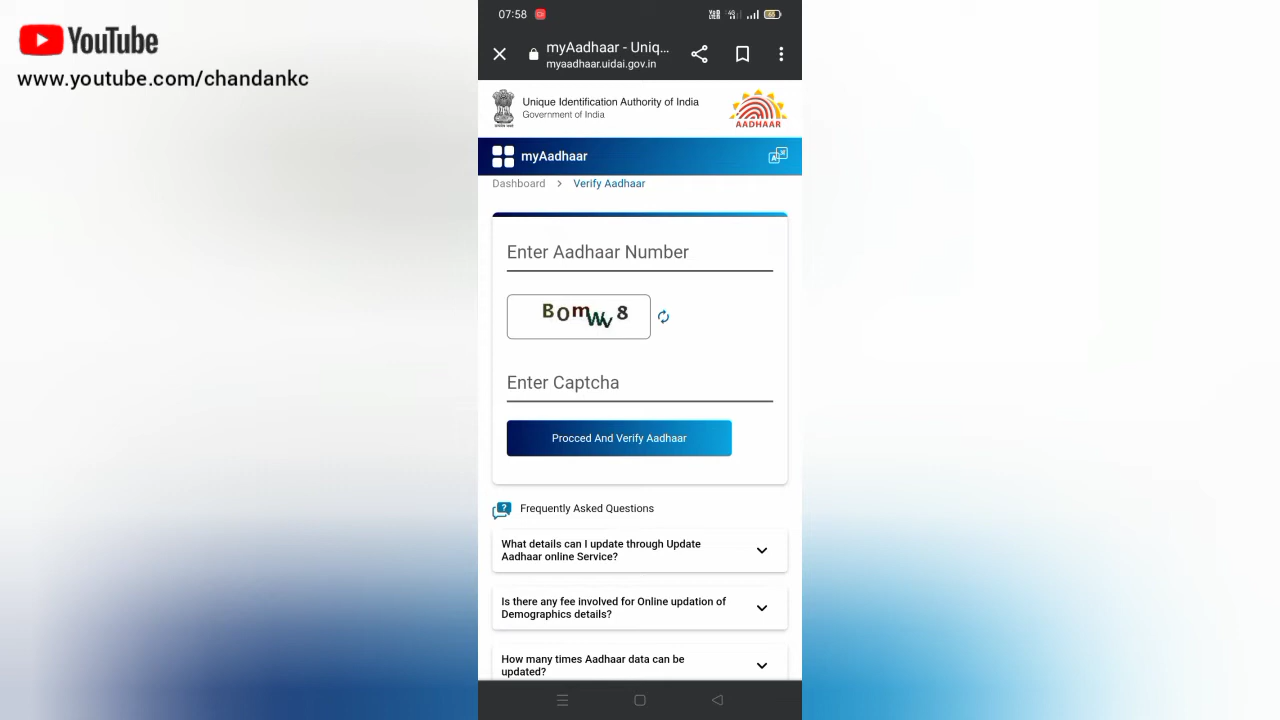 YouTube
www.youtube.com/chandankc
07:58
myAadhaar - Uniq...
myaadhaar.uidai.gov.in
Unique Identification Authority of India
Government of India
AADHAAR
myAadhaar
Dashboard > Verify Aadhaar
Enter Aadhaar Number
BOmWv8
Enter Captcha
Procced And Verify Aadhaar
Frequently Asked Questions
What details can I update through Update
Aadhaar online Service?
Is there any fee involved for Online updation of
Demographics details?
How many times Aadhaar data can be
updated?